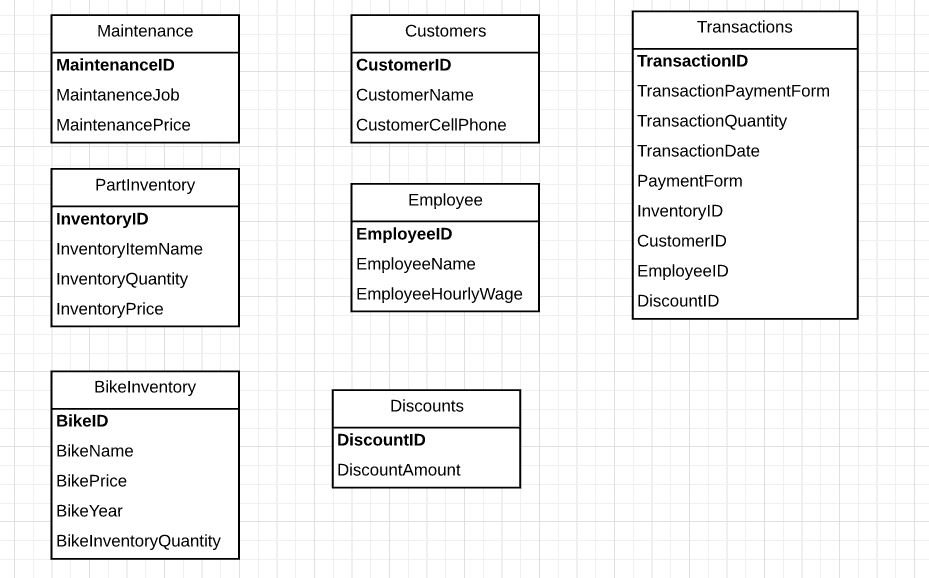 Maintenance
MaintenanceID
MaintanenceJob
MaintenancePrice
PartInventory
InventoryID
InventoryItemName
InventoryQuantity
InventoryPrice
BikeInventory
BikeID
BikeName
BikePrice
BikeYear
BikeInventoryQuantity
Customers
CustomerID
CustomerName
CustomerCellPhone
Employee
EmployeeID
EmployeeName
EmployeeHourlyWage
Discounts
DiscountID
DiscountAmount
Transactions
TransactionID
TransactionPaymentForm
TransactionQuantity
TransactionDate
PaymentForm
InventoryID
CustomerID
EmployeeID
DiscountID